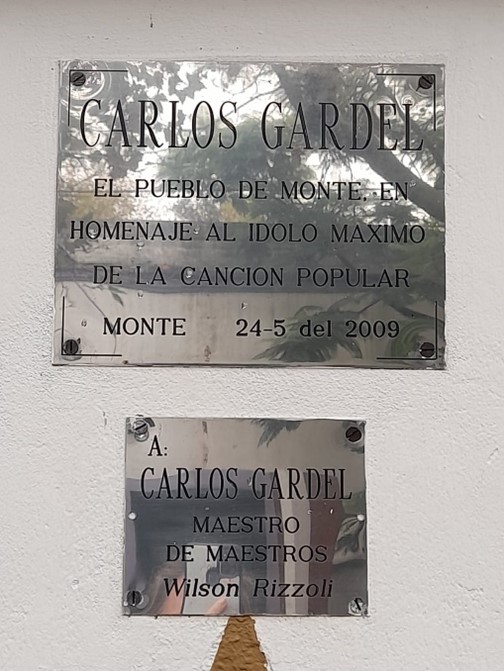 CARLOS GARDEL
EL PUEBLO DE MONTE, EN
HOMENAJE AL IDOLO MAXIMO
DE LA CANCION POPULAR
MONTE 24-5 del 2009
A:
CARLOS GARDEL
MAESTRO
DE MAESTROS
Wilson Rizzoli